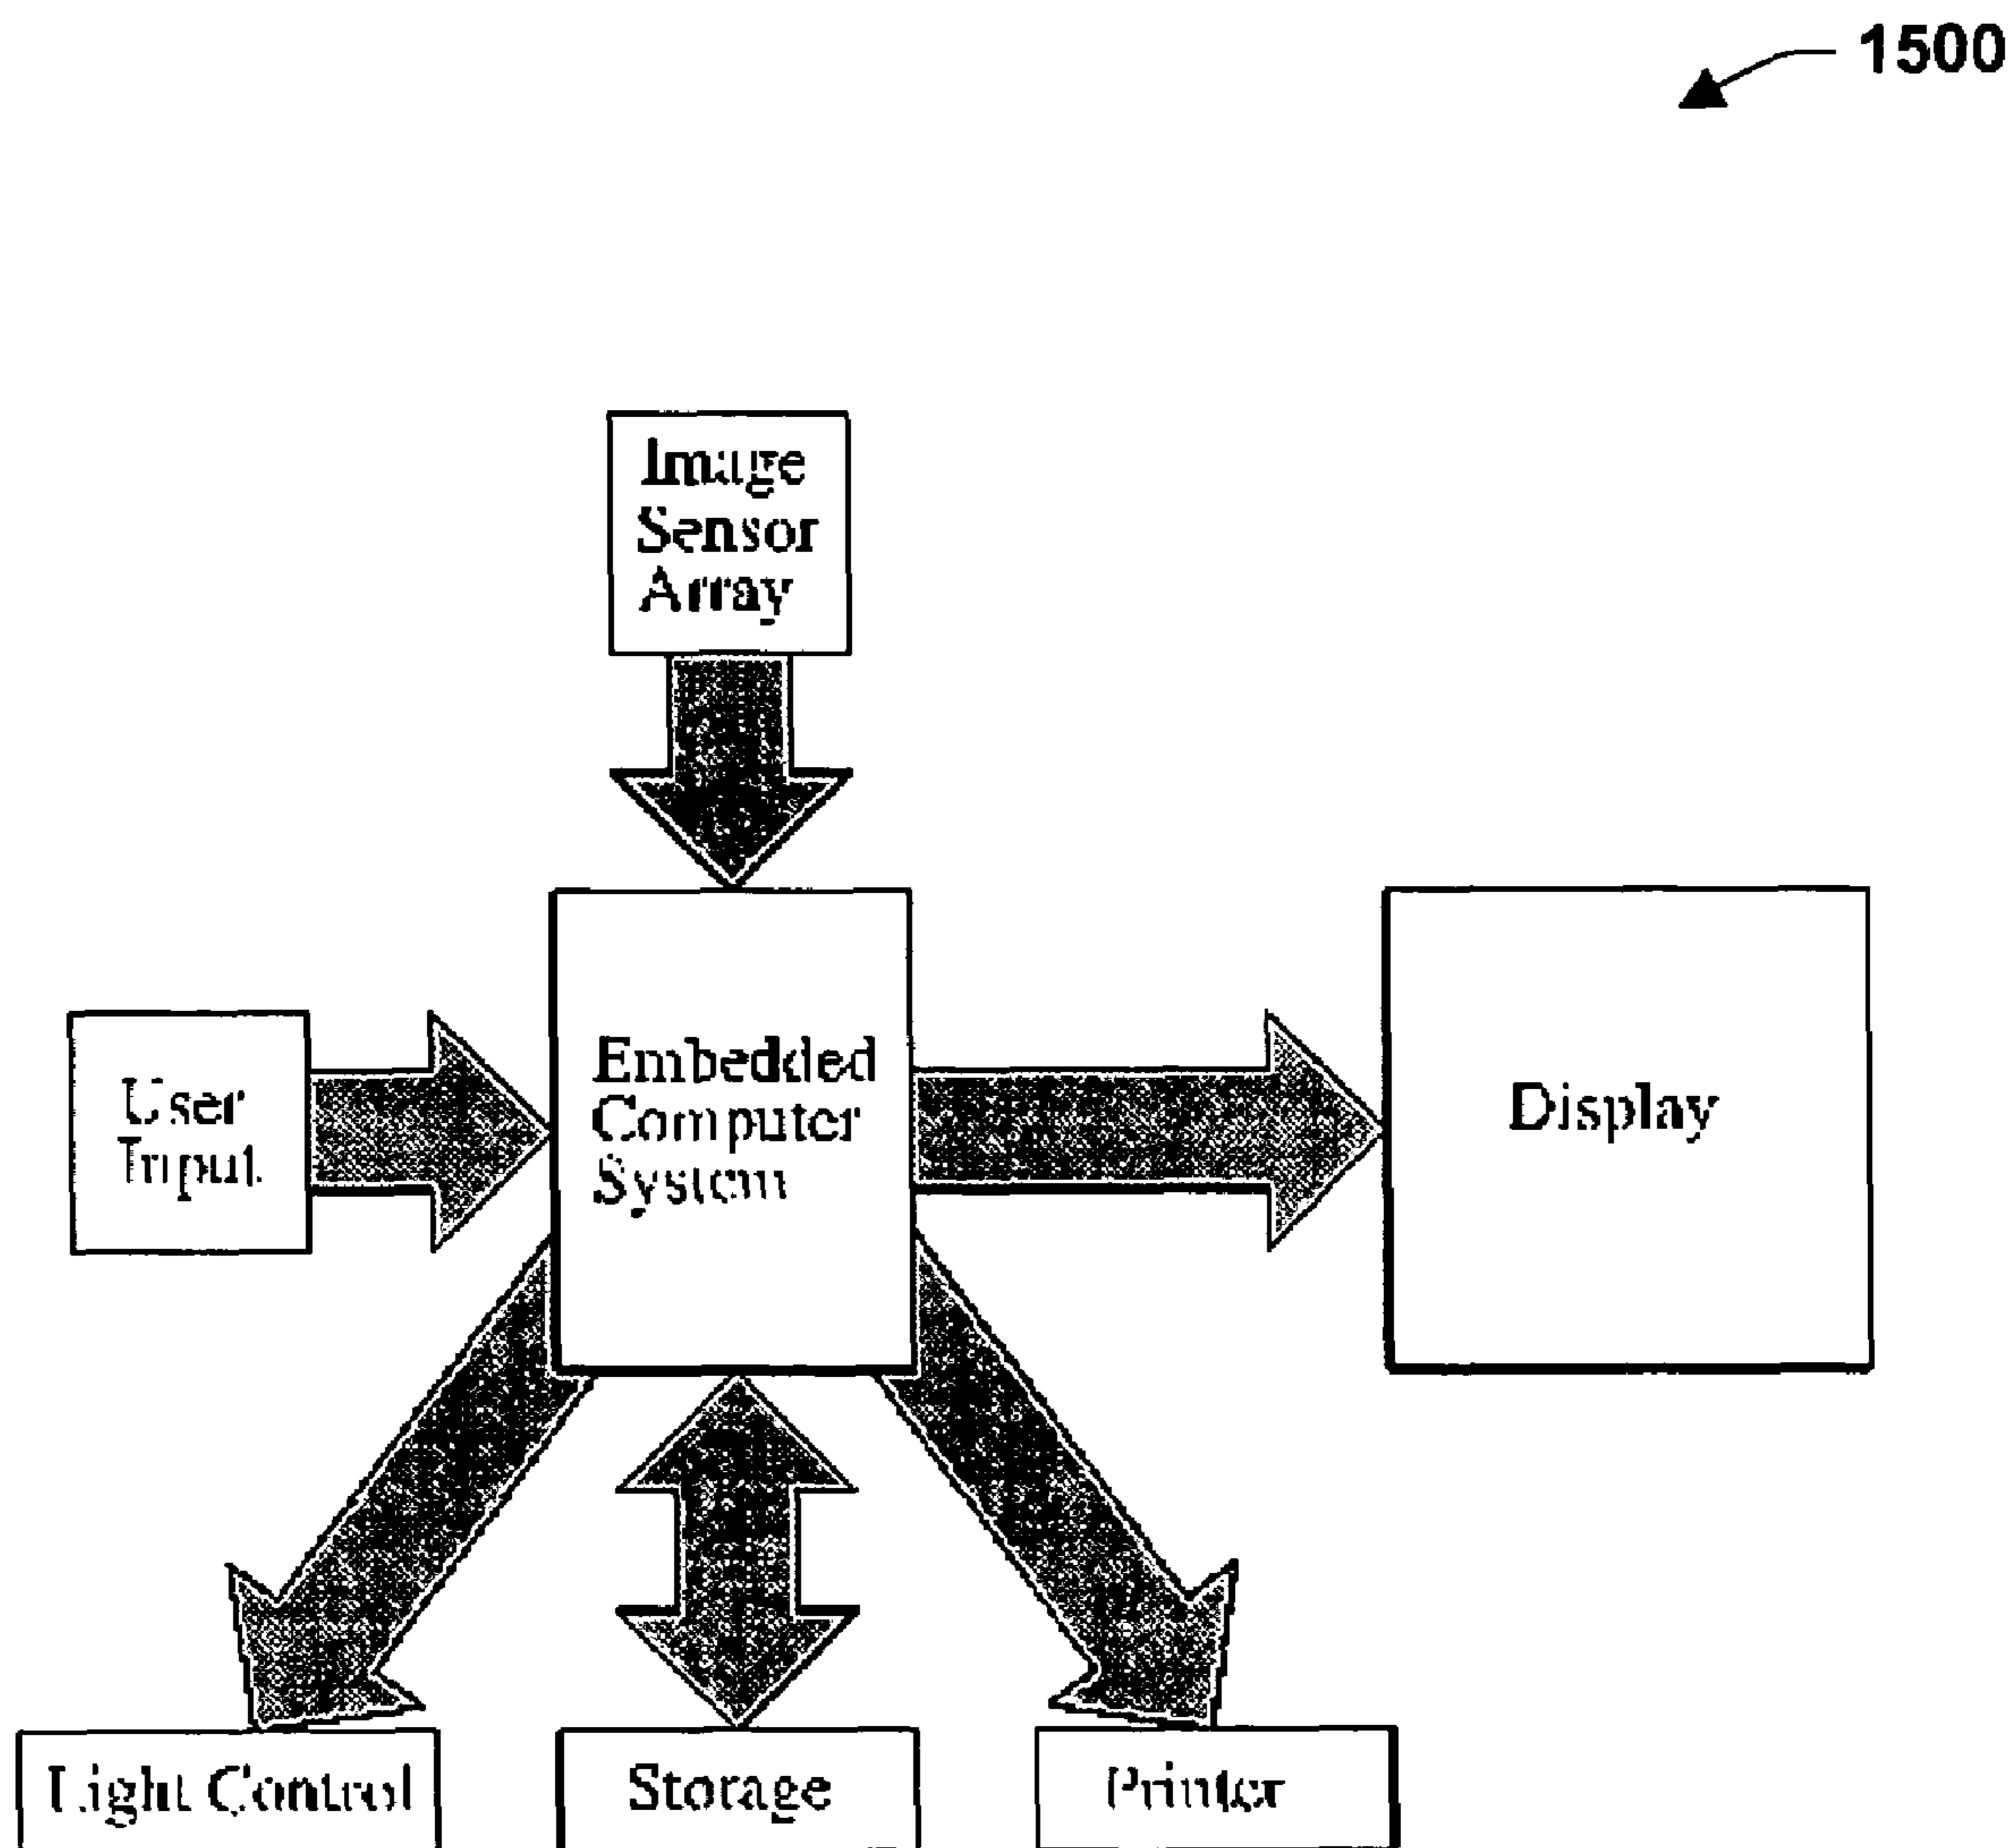 1500
Image
Sensor
Array
User
Input
Embedded
Computer
System
Display
Light Control
Storage
Printer